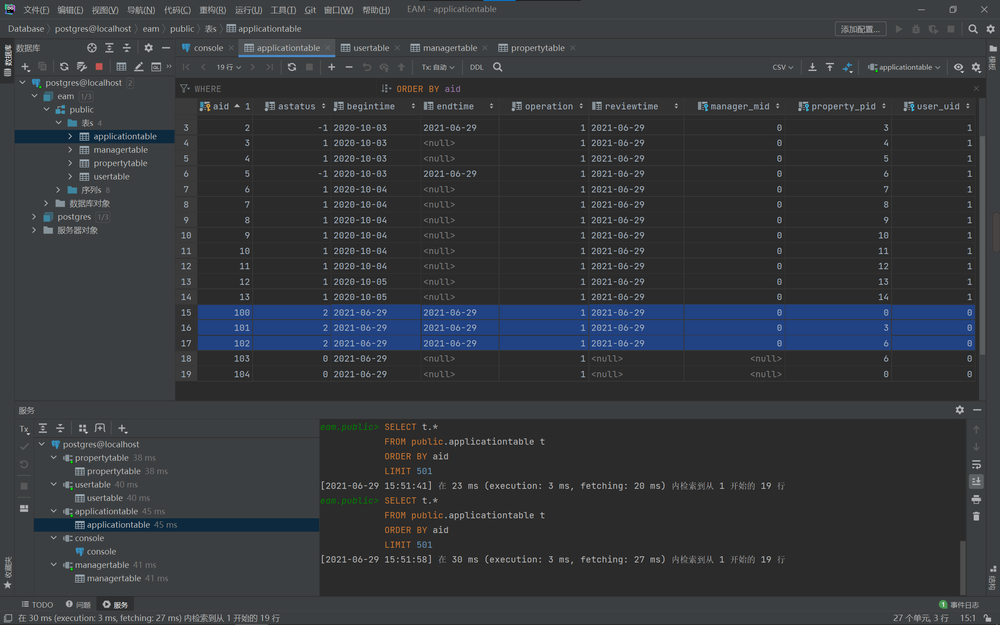 DG 文件(F) 编辑(E) 视图(V) 导航(N) 代码(C) 重构(R) 运行(U) 工具(T) Git 窗口(W) 帮助(H) EAM - applicationtable
Database postgres@localhost eam public 表s applicationtable 添加配置...
数据库
数据库
console applicationtable usertable managertable propertytable
模板
QL 19 行 Tx: 自动 DDL CSV applicationtable
WHERE ORDER BY aid
postgres@localhost 2
eam 1/3
public
表s 4
applicationtable
managertable
propertytable
usertable
序列s 8
数据库对象
postgres 1/3
服务器对象
aid 1 astatus begintime endtime operation reviewtime manager_mid property_pid user_uid
3 2 -1 2020-10-03 2021-06-29 1 2021-06-29 0 3 1
4 3 1 2020-10-03 <null> 1 2021-06-29 0 4 1
5 4 1 2020-10-03 <null> 1 2021-06-29 0 5 1
6 5 -1 2020-10-03 2021-06-29 1 2021-06-29 0 6 1
7 6 1 2020-10-04 <null> 1 2021-06-29 0 7 1
8 7 1 2020-10-04 <null> 1 2021-06-29 0 8 1
9 8 1 2020-10-04 <null> 1 2021-06-29 0 9 1
10 9 1 2020-10-04 <null> 1 2021-06-29 0 10 1
11 10 1 2020-10-04 <null> 1 2021-06-29 0 11 1
12 11 1 2020-10-04 <null> 1 2021-06-29 0 12 1
13 12 1 2020-10-05 <null> 1 2021-06-29 0 13 1
14 13 1 2020-10-05 <null> 1 2021-06-29 0 14 1
15 100 2 2021-06-29 2021-06-29 1 2021-06-29 0 0 0
16 101 2 2021-06-29 2021-06-29 1 2021-06-29 0 3 0
17 102 2 2021-06-29 2021-06-29 1 2021-06-29 0 6 0
18 103 0 2021-06-29 <null> 1 <null> <null> 6 0
19 104 0 2021-06-29 <null> 1 <null> <null> 0 0
服务
Tx
postgres@localhost
propertytable 38 ms
propertytable 38 ms
usertable 40 ms
usertable 40 ms
applicationtable 45 ms
applicationtable 45 ms
console
console
managertable 41 ms
managertable 41 ms
eam.public> SELECT t.*
FROM public.applicationtable t
ORDER BY aid
LIMIT 501
[2021-06-29 15:51:41] 在 23 ms (execution: 3 ms, fetching: 20 ms) 内检索到从 1 开始的 19 行
eam.public> SELECT t.*
FROM public.applicationtable t
ORDER BY aid
LIMIT 501
[2021-06-29 15:51:58] 在 30 ms (execution: 3 ms, fetching: 27 ms) 内检索到从 1 开始的 19 行
收藏夹
结构
TODO 问题 服务 1 事件日志
在 30 ms (execution: 3 ms, fetching: 27 ms) 内检索到从 1 开始的 19 行 27 个单元, 3 行 15:1